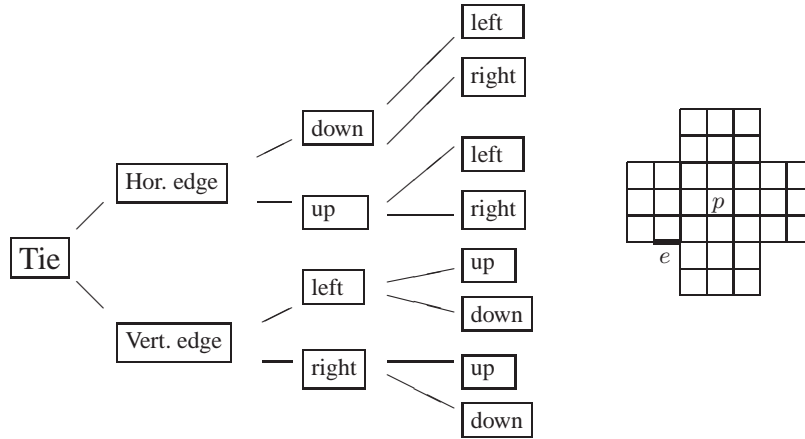 left
right
down
left
Hor. edge
up
right
Tie
up
left
down
Vert. edge
right
up
down
p
e